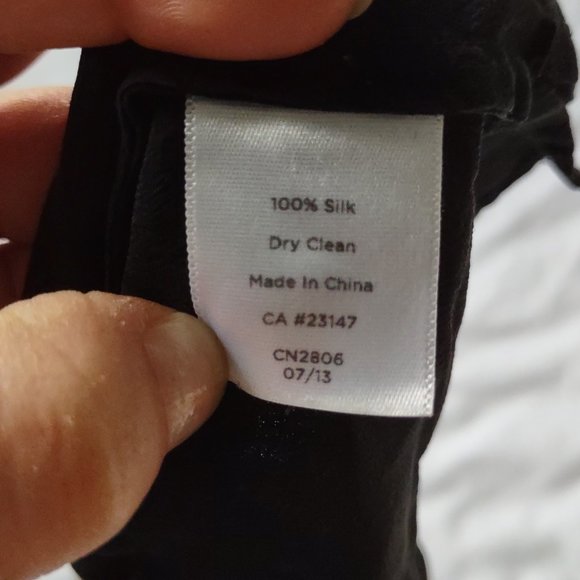 100% Silk
Dry Clean
Made In China
CA #23147
CN2806
07/13